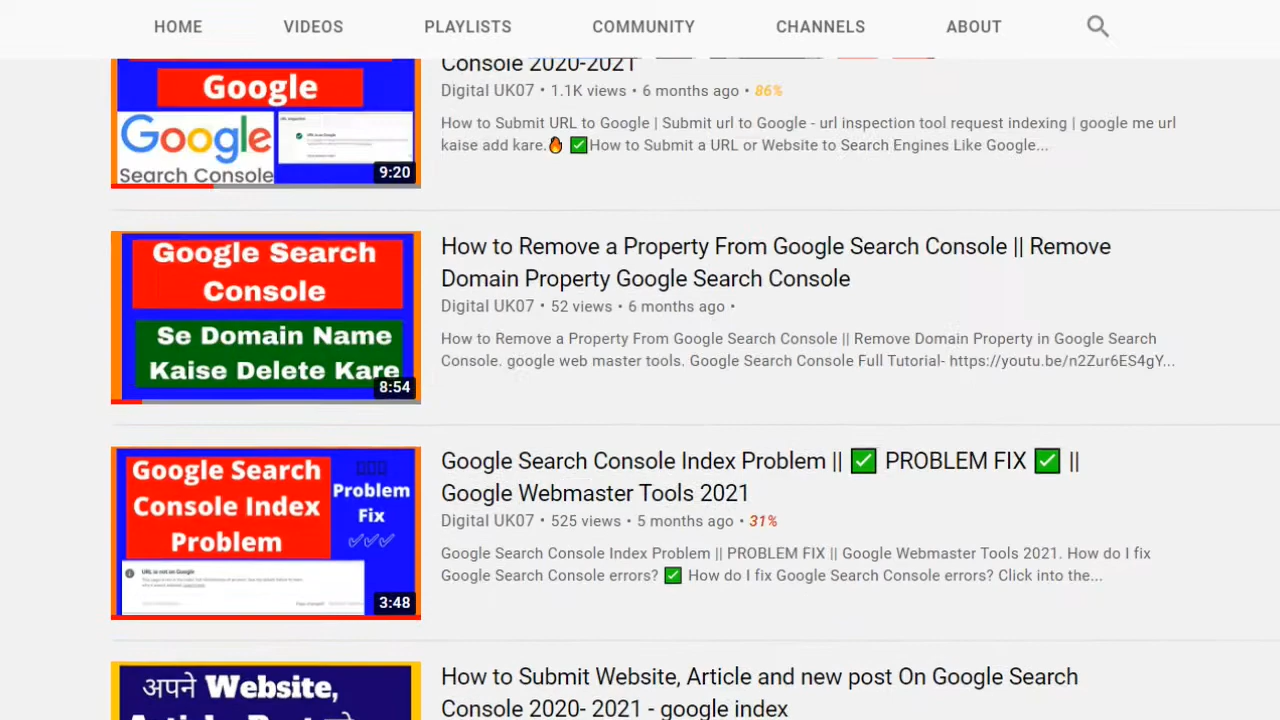 HOME VIDEOS PLAYLISTS COMMUNITY CHANNELS ABOUT
Google
Google
Search Console
URL is on Google
9:20
Console 2020-2021
Digital UK07 • 1.1K views • 6 months ago • 86%
How to Submit URL to Google | Submit url to Google - url inspection tool request indexing | google me url
kaise add kare.🔥 ✅How to Submit a URL or Website to Search Engines Like Google...
Google Search
Console
Se Domain Name
Kaise Delete Kare
8:54
How to Remove a Property From Google Search Console || Remove
Domain Property Google Search Console
Digital UK07 • 52 views • 6 months ago •
How to Remove a Property From Google Search Console || Remove Domain Property in Google Search
Console. google web master tools. Google Search Console Full Tutorial- https://youtu.be/n2Zur6ES4gY...
Google Search
Console Index
Problem
Problem
Fix
✓✓✓
URL is not on Google
3:48
Google Search Console Index Problem || ✅ PROBLEM FIX ✅ ||
Google Webmaster Tools 2021
Digital UK07 • 525 views • 5 months ago • 31%
Google Search Console Index Problem || PROBLEM FIX || Google Webmaster Tools 2021. How do I fix
Google Search Console errors? ✅ How do I fix Google Search Console errors? Click into the...
अपने Website,
How to Submit Website, Article and new post On Google Search
Console 2020- 2021 - google index